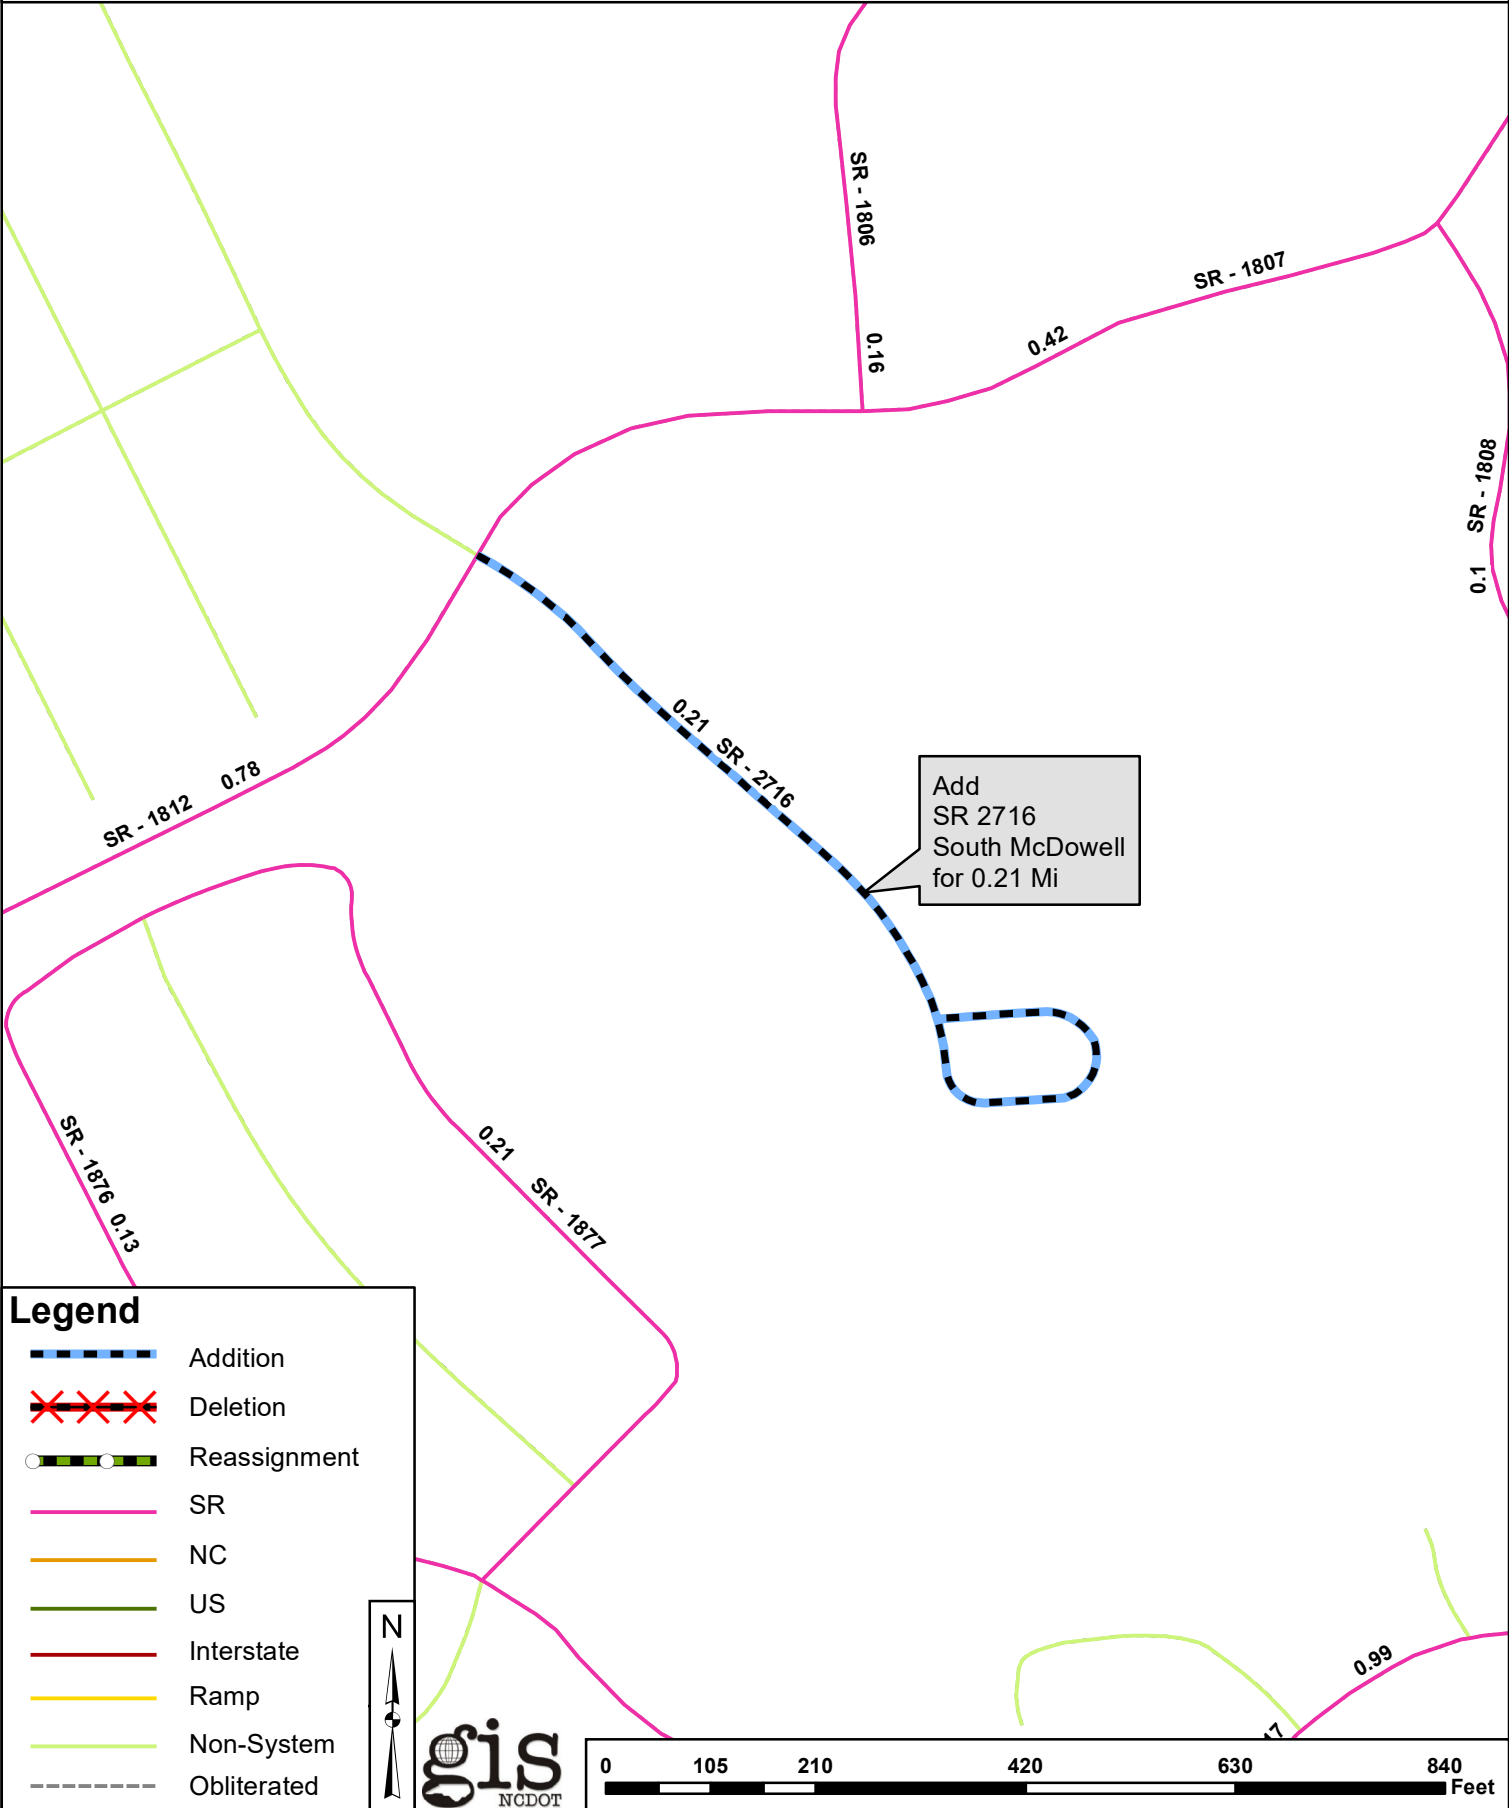 SR - 1806
0.16
SR - 1807
0.42
SR - 1808
0.1
0.21 SR - 2716
SR - 1812 0.78
Add
SR 2716
South McDowell
for 0.21 Mi
SR - 1876 0.13
0.21 SR - 1877
0.99
17
Legend
Addition
Deletion
Reassignment
SR
NC
US
Interstate
Ramp
Non-System
Obliterated
N
gis
NCDOT
0 105 210 420 630 840
Feet